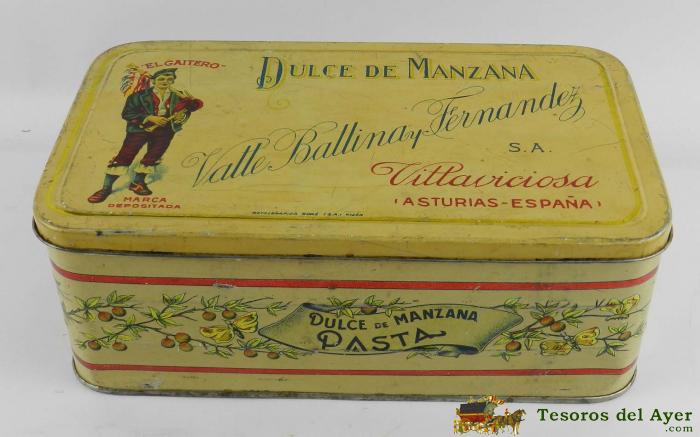 "EL GAITERO"
DULCE DE MANZANA
Valle Ballina y Fernandez
S.A.
Villaviciosa
(ASTURIAS-ESPAÑA)
MARCA
DEPOSITADA
DULCE DE MANZANA
PASTA
Tesoros del Ayer
.com